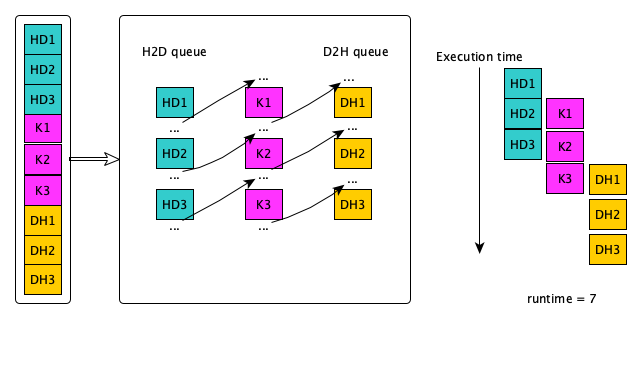 HD1
HD2
HD3
K1
K2
K3
DH1
DH2
DH3
H2D queue
D2H queue
...
...
HD1
K1
DH1
...
...
...
HD2
K2
DH2
...
...
...
HD3
K3
DH3
...
...
Execution time
HD1
HD2
K1
HD3
K2
K3
DH1
DH2
DH3
runtime = 7